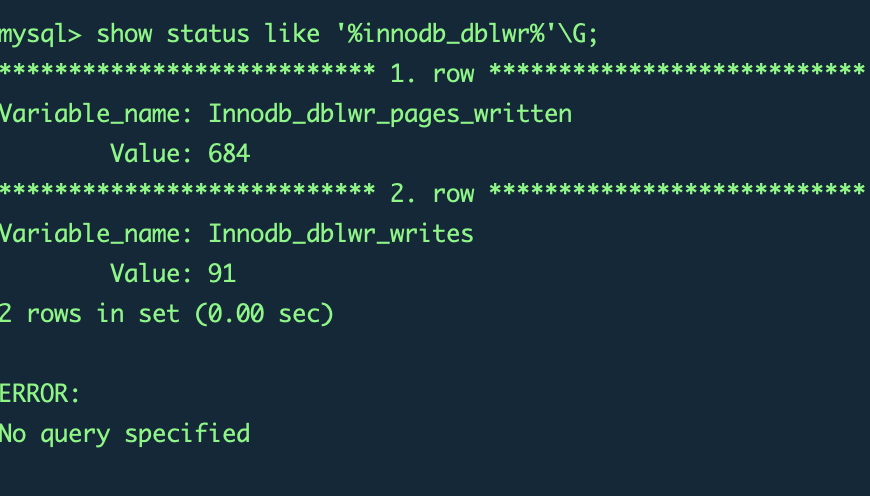 mysql> show status like '%innodb_dblwr%'\G;
*************************** 1. row ***************************
Variable_name: Innodb_dblwr_pages_written
        Value: 684
*************************** 2. row ***************************
Variable_name: Innodb_dblwr_writes
        Value: 91
2 rows in set (0.00 sec)

ERROR:
No query specified